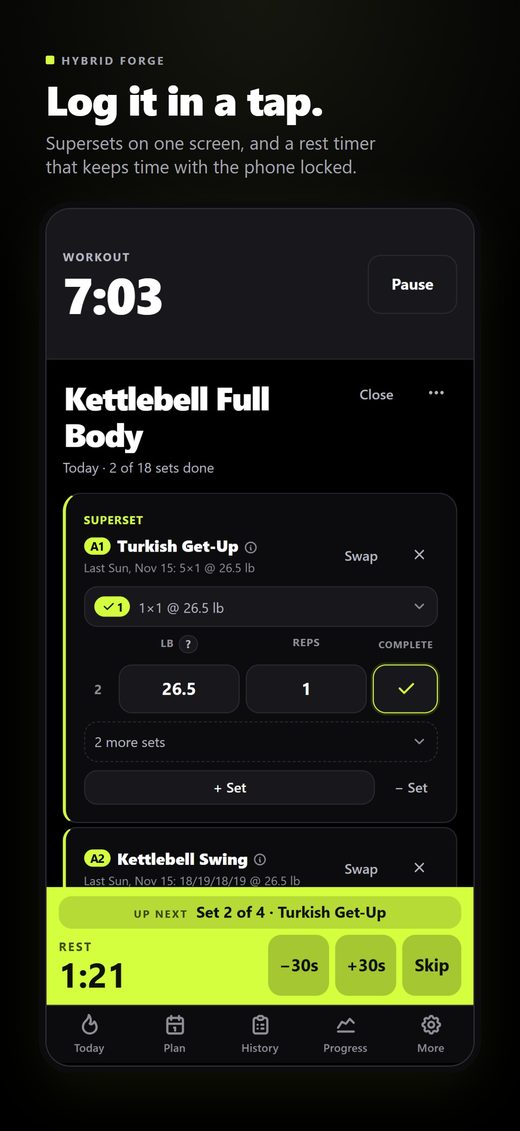 HYBRID FORGE
Log it in a tap.
Supersets on one screen, and a rest timer
that keeps time with the phone locked.
WORKOUT
7:03
Pause
Kettlebell Full
Body
Close
Today · 2 of 18 sets done
SUPERSET
A1 Turkish Get-Up
Last Sun, Nov 15: 5×1 @ 26.5 lb
Swap
1 1×1 @ 26.5 lb
LB ? REPS COMPLETE
2 26.5 1
2 more sets
+ Set − Set
A2 Kettlebell Swing
Last Sun, Nov 15: 18/19/18/19 @ 26.5 lb
Swap
UP NEXT Set 2 of 4 · Turkish Get-Up
REST
1:21
−30s +30s Skip
Today Plan History Progress More